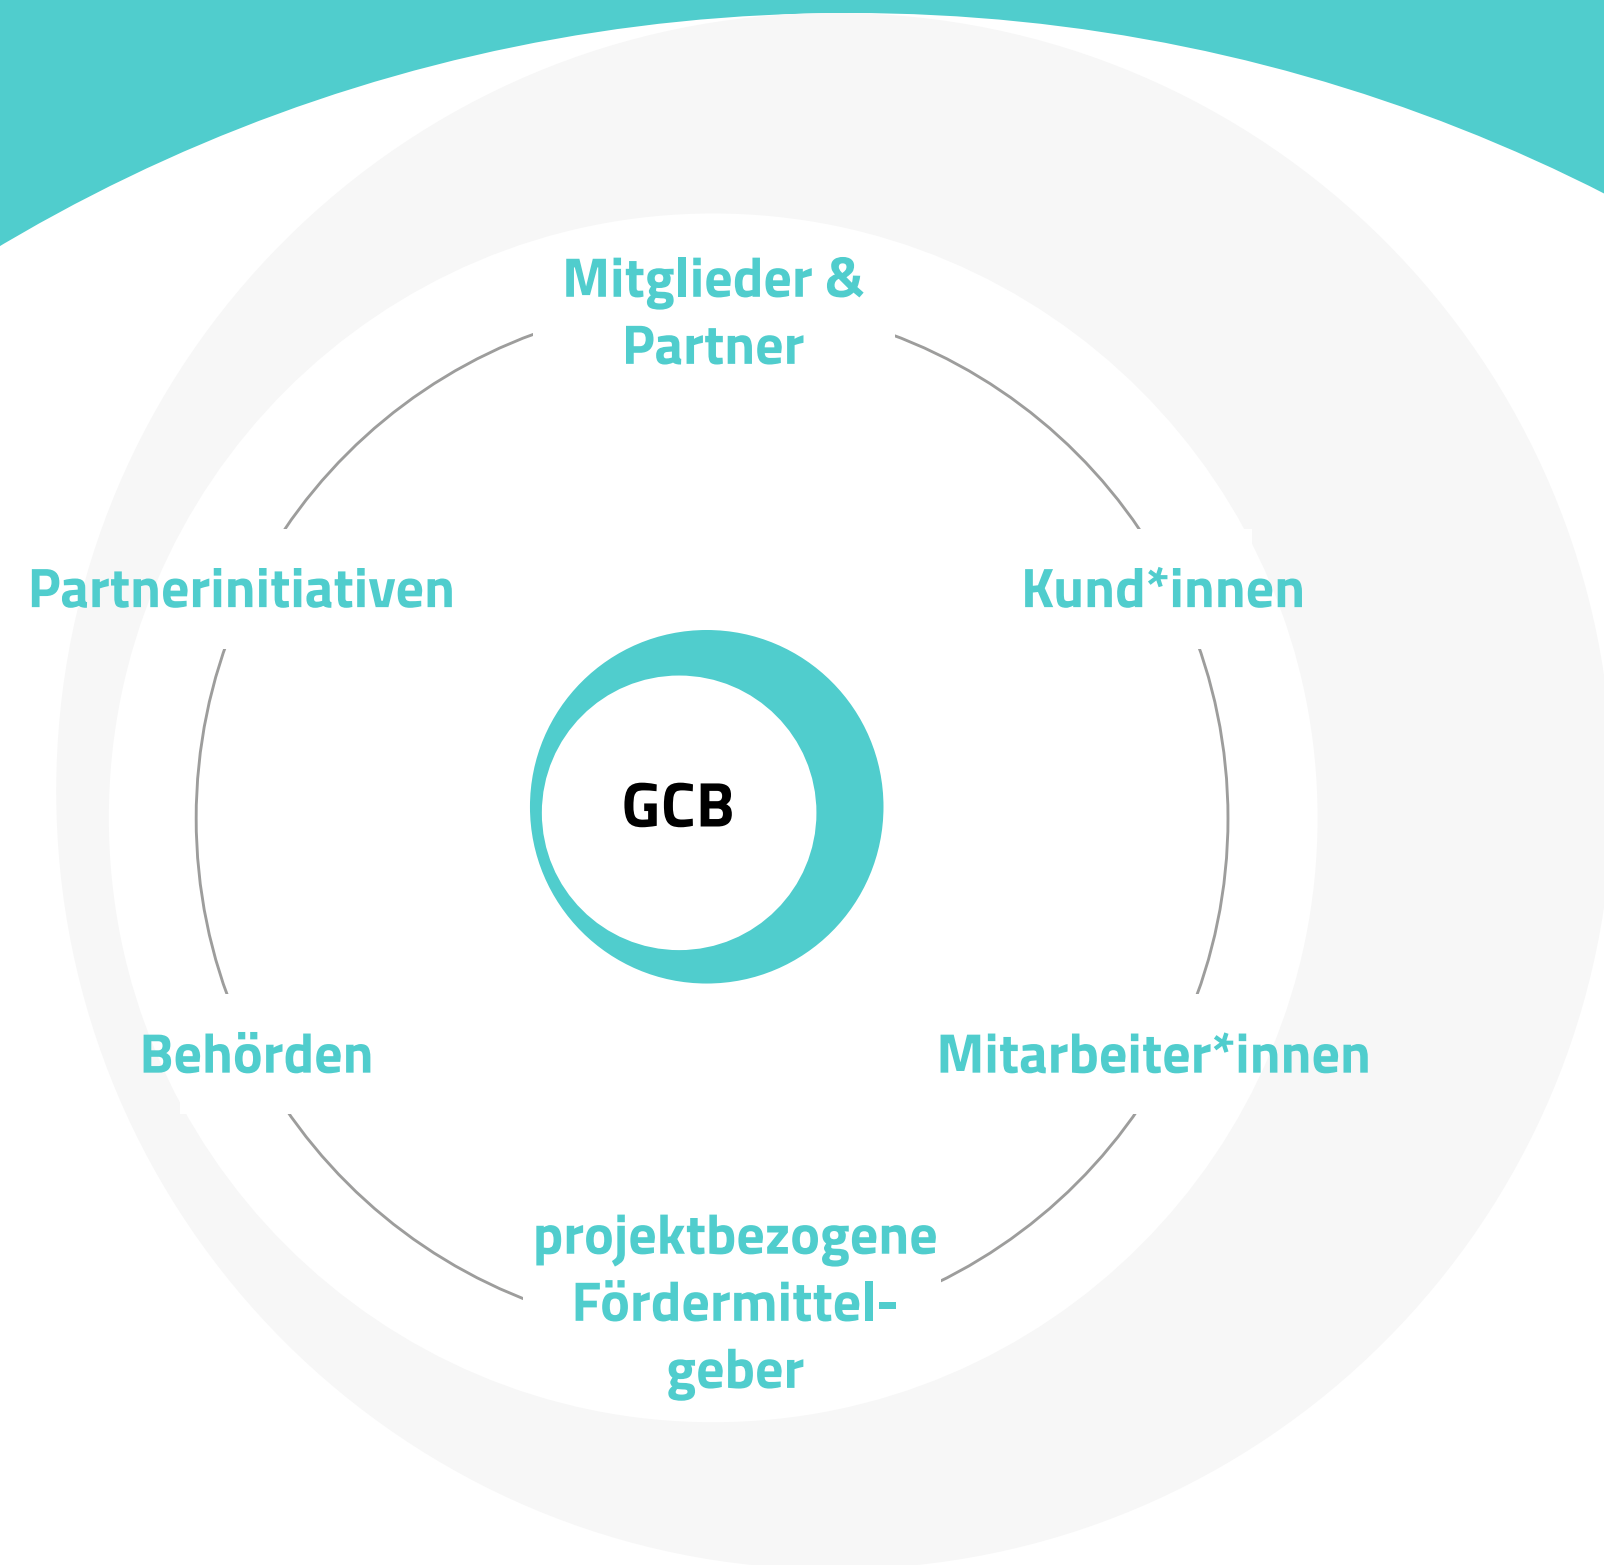 Mitglieder &
Partner
Partnerinitiativen
Kund*innen
GCB
Behörden
Mitarbeiter*innen
projektbezogene
Fördermittel-
geber